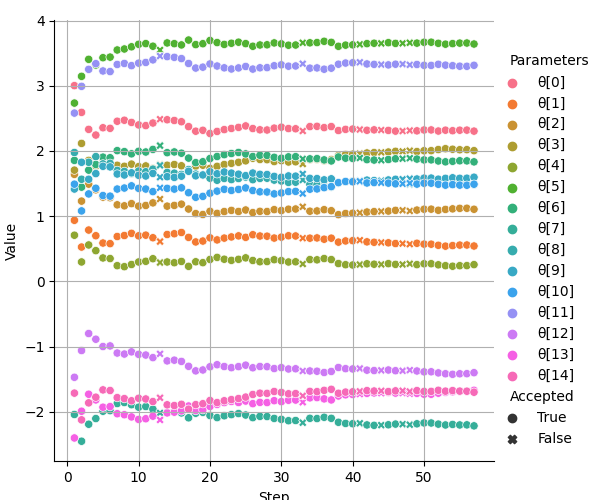 4
3
2
1
0
−1
−2
Value
0
10
20
30
40
50
Step
Parameters
θ[0]
θ[1]
θ[2]
θ[3]
θ[4]
θ[5]
θ[6]
θ[7]
θ[8]
θ[9]
θ[10]
θ[11]
θ[12]
θ[13]
θ[14]
Accepted
True
False